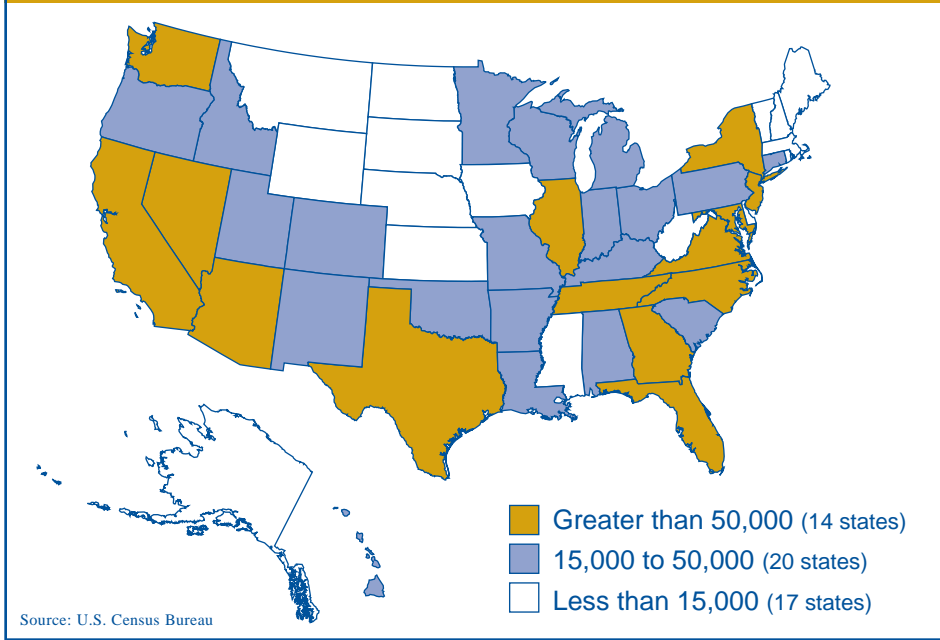 Greater than 50,000 (14 states)
15,000 to 50,000 (20 states)
Less than 15,000 (17 states)
Source: U.S. Census Bureau